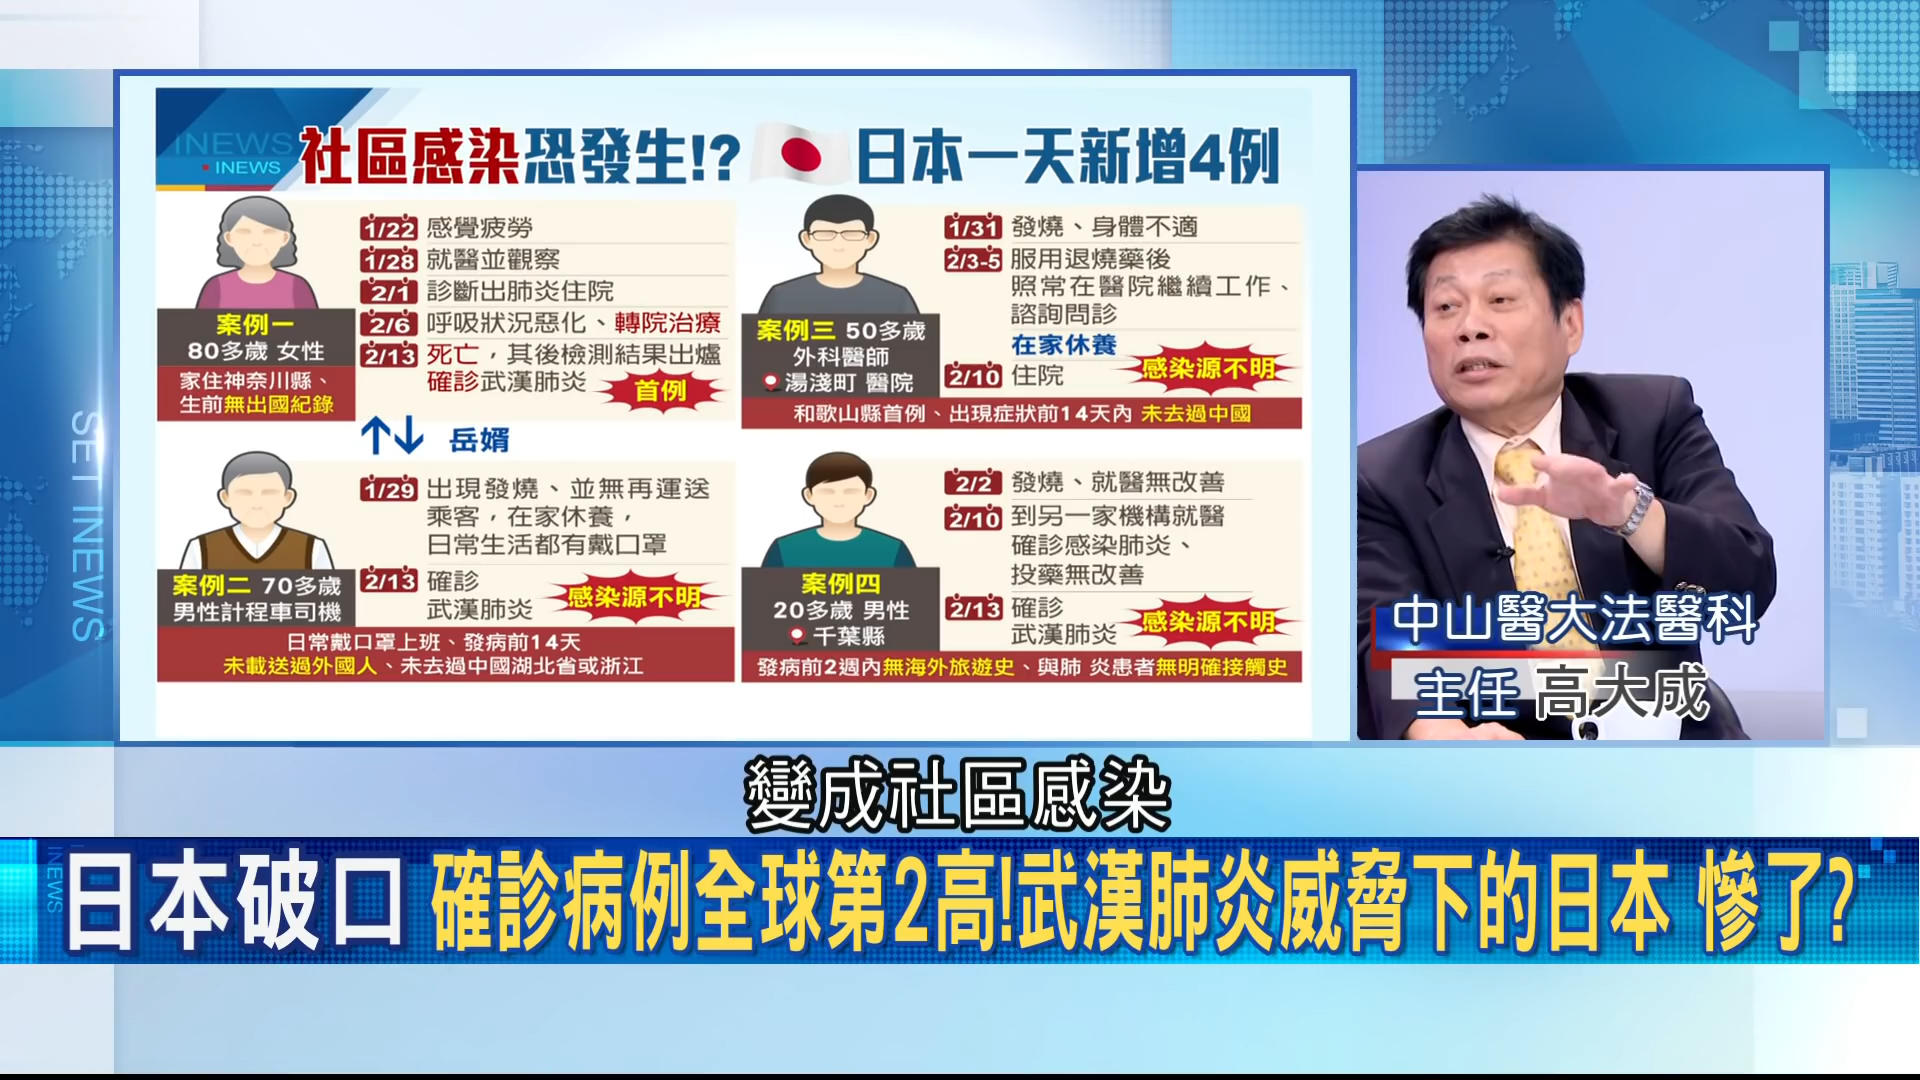 INEWS
INEWS
社區感染恐發生!? 日本一天新增4例
案例一
80多歲 女性
家住神奈川縣、
生前無出國紀錄
1/22 感覺疲勞
1/28 就醫並觀察
2/1 診斷出肺炎住院
2/6 呼吸狀況惡化、轉院治療
2/13 死亡，其後檢測結果出爐
確診武漢肺炎 首例
↑↓ 岳婿
案例二 70多歲
男性計程車司機
1/29 出現發燒、並無再運送
乘客，在家休養，
日常生活都有戴口罩
2/13 確診
武漢肺炎 感染源不明
日常戴口罩上班、發病前14天
未載送過外國人、未去過中國湖北省或浙江
案例三 50多歲
外科醫師
湯淺町 醫院
1/31 發燒、身體不適
2/3-5 服用退燒藥後
照常在醫院繼續工作、
諮詢問診
在家休養
2/10 住院 感染源不明
和歌山縣首例、出現症狀前14天內 未去過中國
案例四
20多歲 男性
千葉縣
2/2 發燒、就醫無改善
2/10 到另一家機構就醫
確診感染肺炎、
投藥無改善
2/13 確診
武漢肺炎 感染源不明
發病前2週內無海外旅遊史、與肺 炎患者無明確接觸史
中山醫大法醫科
主任 高大成
SET INEWS
變成社區感染
INEWS
日本破口 確診病例全球第2高!武漢肺炎威脅下的日本 慘了?